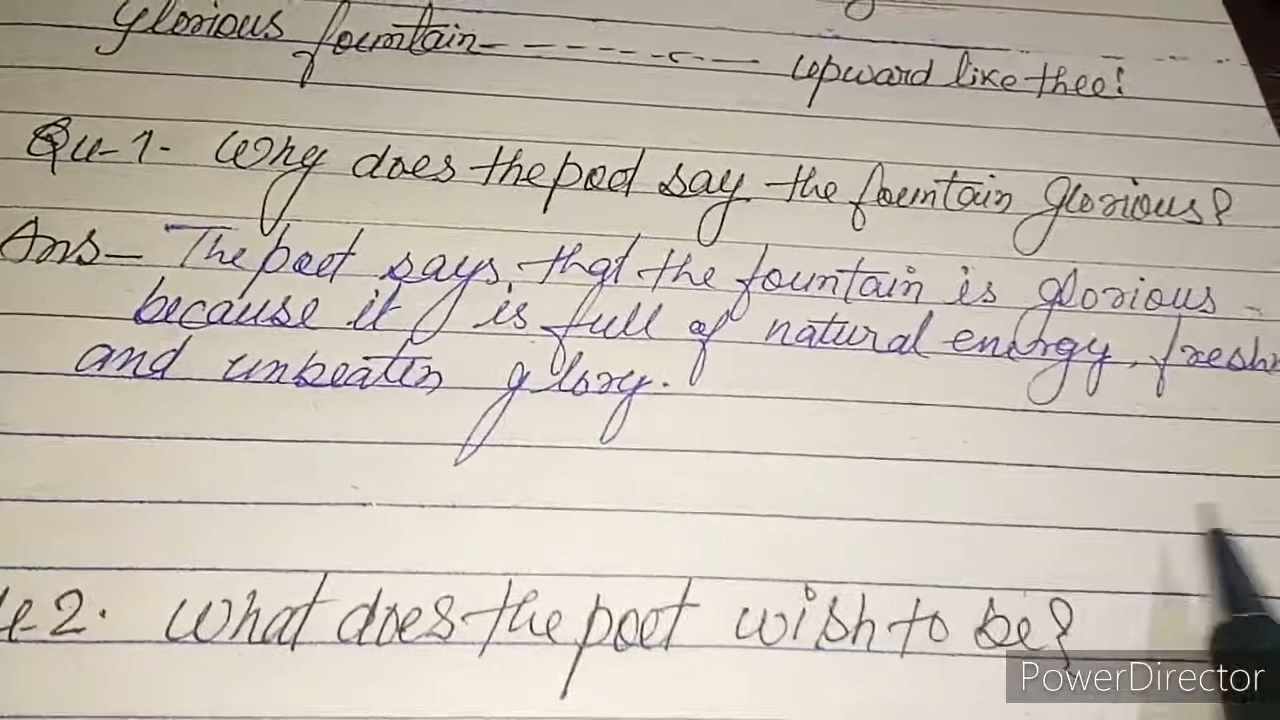 Glorious fountain ------- upward like thee!
Qu-1- Why does the poet say the fountain glorious?
Ans- The poet says that the fountain is glorious
because it is full of natural energy, fresh
and unbeatin glory.
2. What does the poet wish to be?
PowerDirector